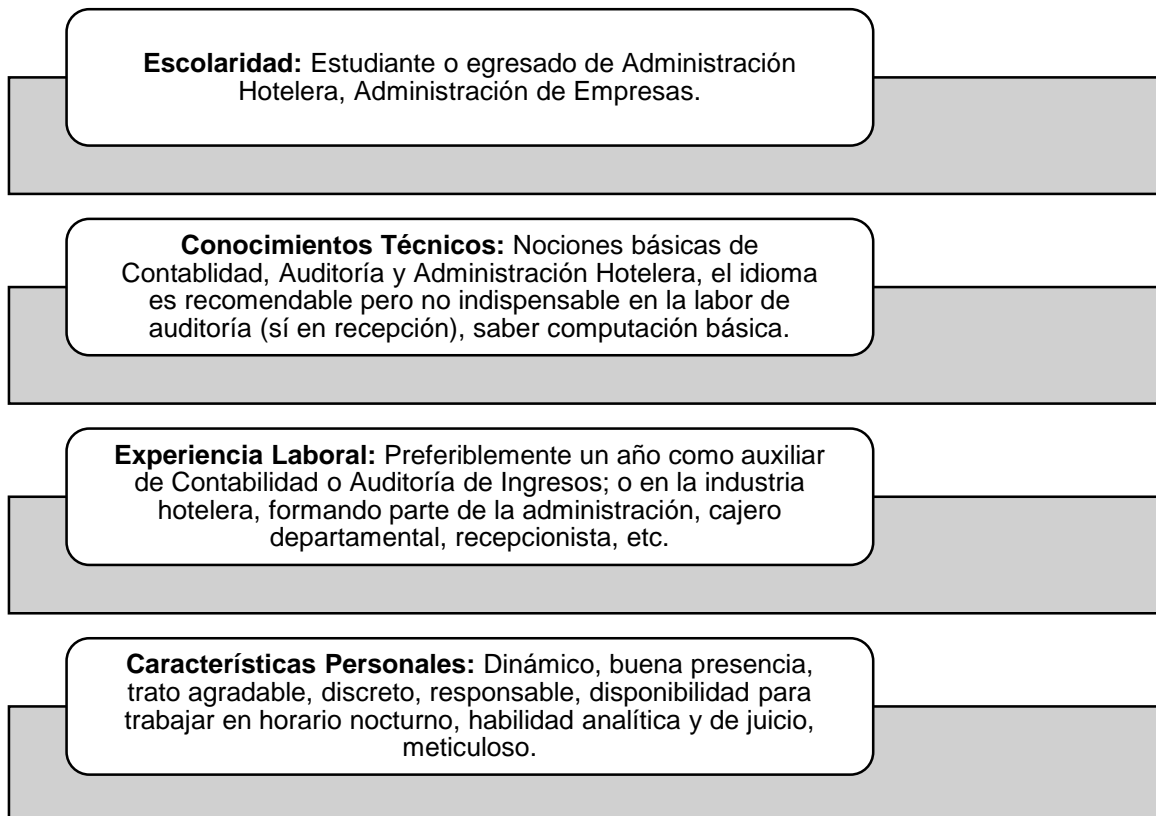 Escolaridad: Estudiante o egresado de Administración
Hotelera, Administración de Empresas.
Conocimientos Técnicos: Nociones básicas de
Contablidad, Auditoría y Administración Hotelera, el idioma
es recomendable pero no indispensable en la labor de
auditoría (sí en recepción), saber computación básica.
Experiencia Laboral: Preferiblemente un año como auxiliar
de Contabilidad o Auditoría de Ingresos; o en la industria
hotelera, formando parte de la administración, cajero
departamental, recepcionista, etc.
Características Personales: Dinámico, buena presencia,
trato agradable, discreto, responsable, disponibilidad para
trabajar en horario nocturno, habilidad analítica y de juicio,
meticuloso.